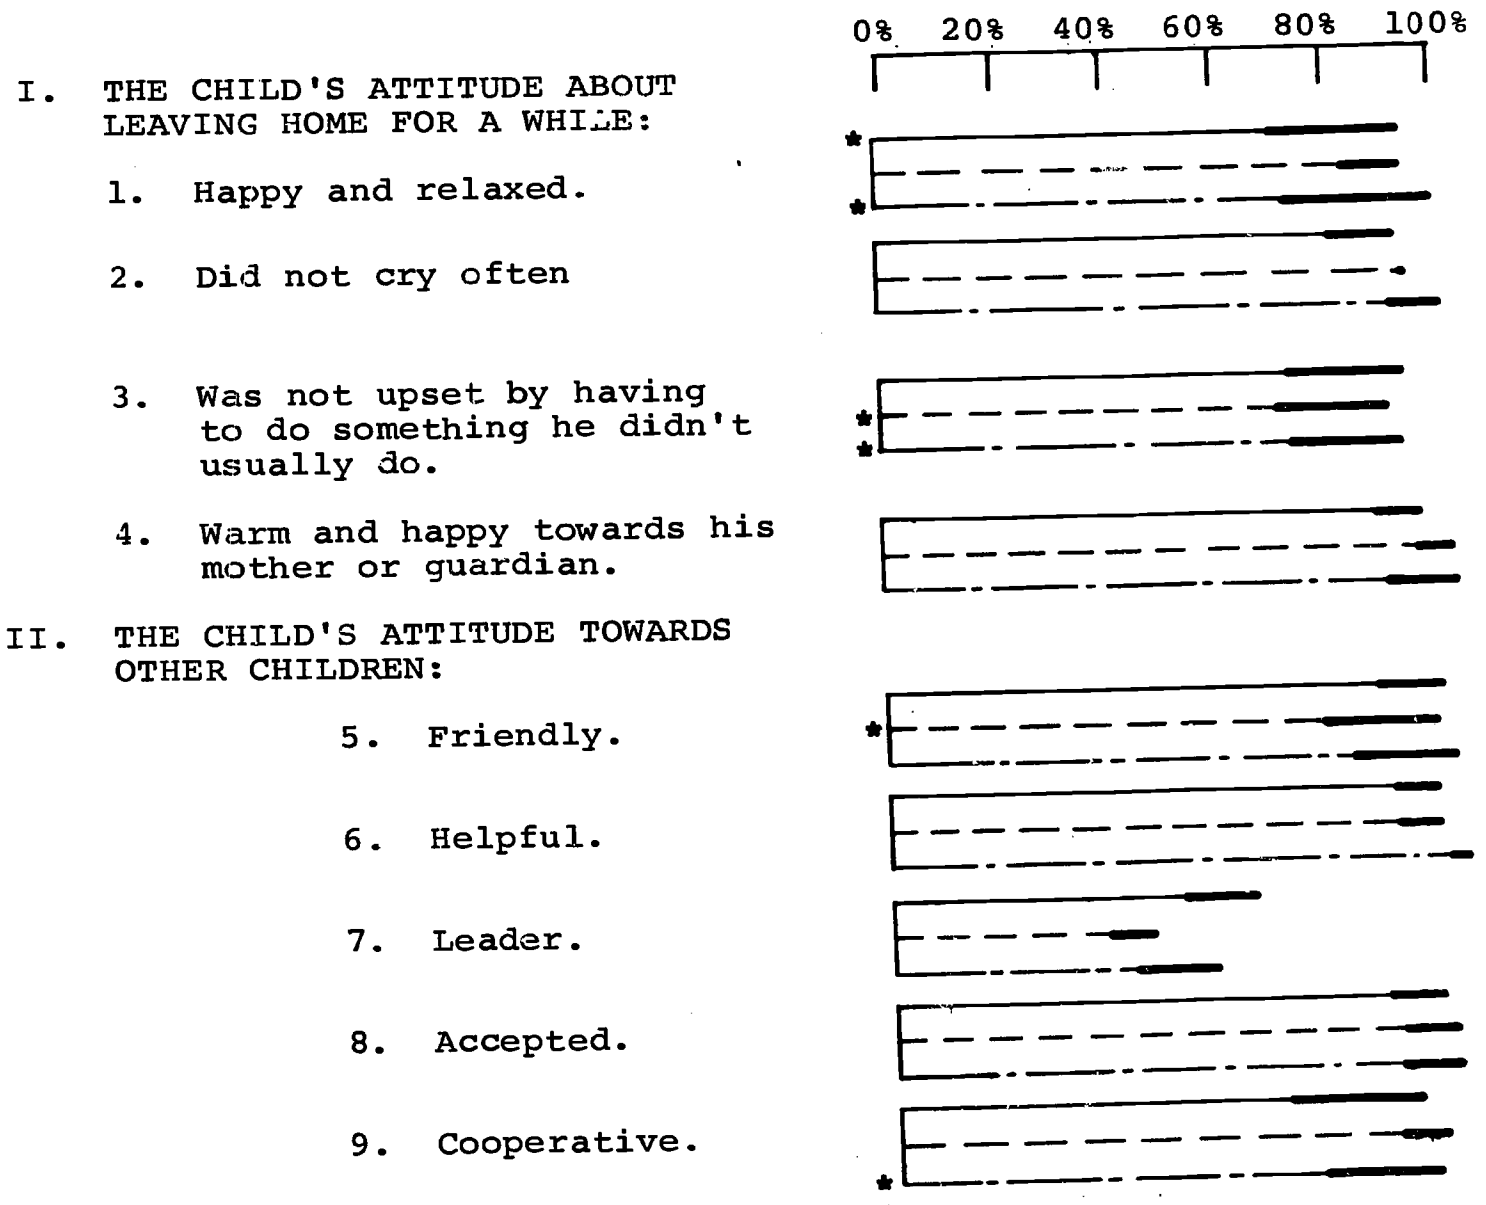 0% 20% 40% 60% 80% 100%
I. THE CHILD'S ATTITUDE ABOUT
LEAVING HOME FOR A WHILE:
*
1. Happy and relaxed.
*
2. Did not cry often
3. Was not upset by having
* to do something he didn't
* usually do.
4. Warm and happy towards his
mother or guardian.
II. THE CHILD'S ATTITUDE TOWARDS
OTHER CHILDREN:
5. Friendly. *
6. Helpful.
7. Leader.
8. Accepted.
9. Cooperative.
*